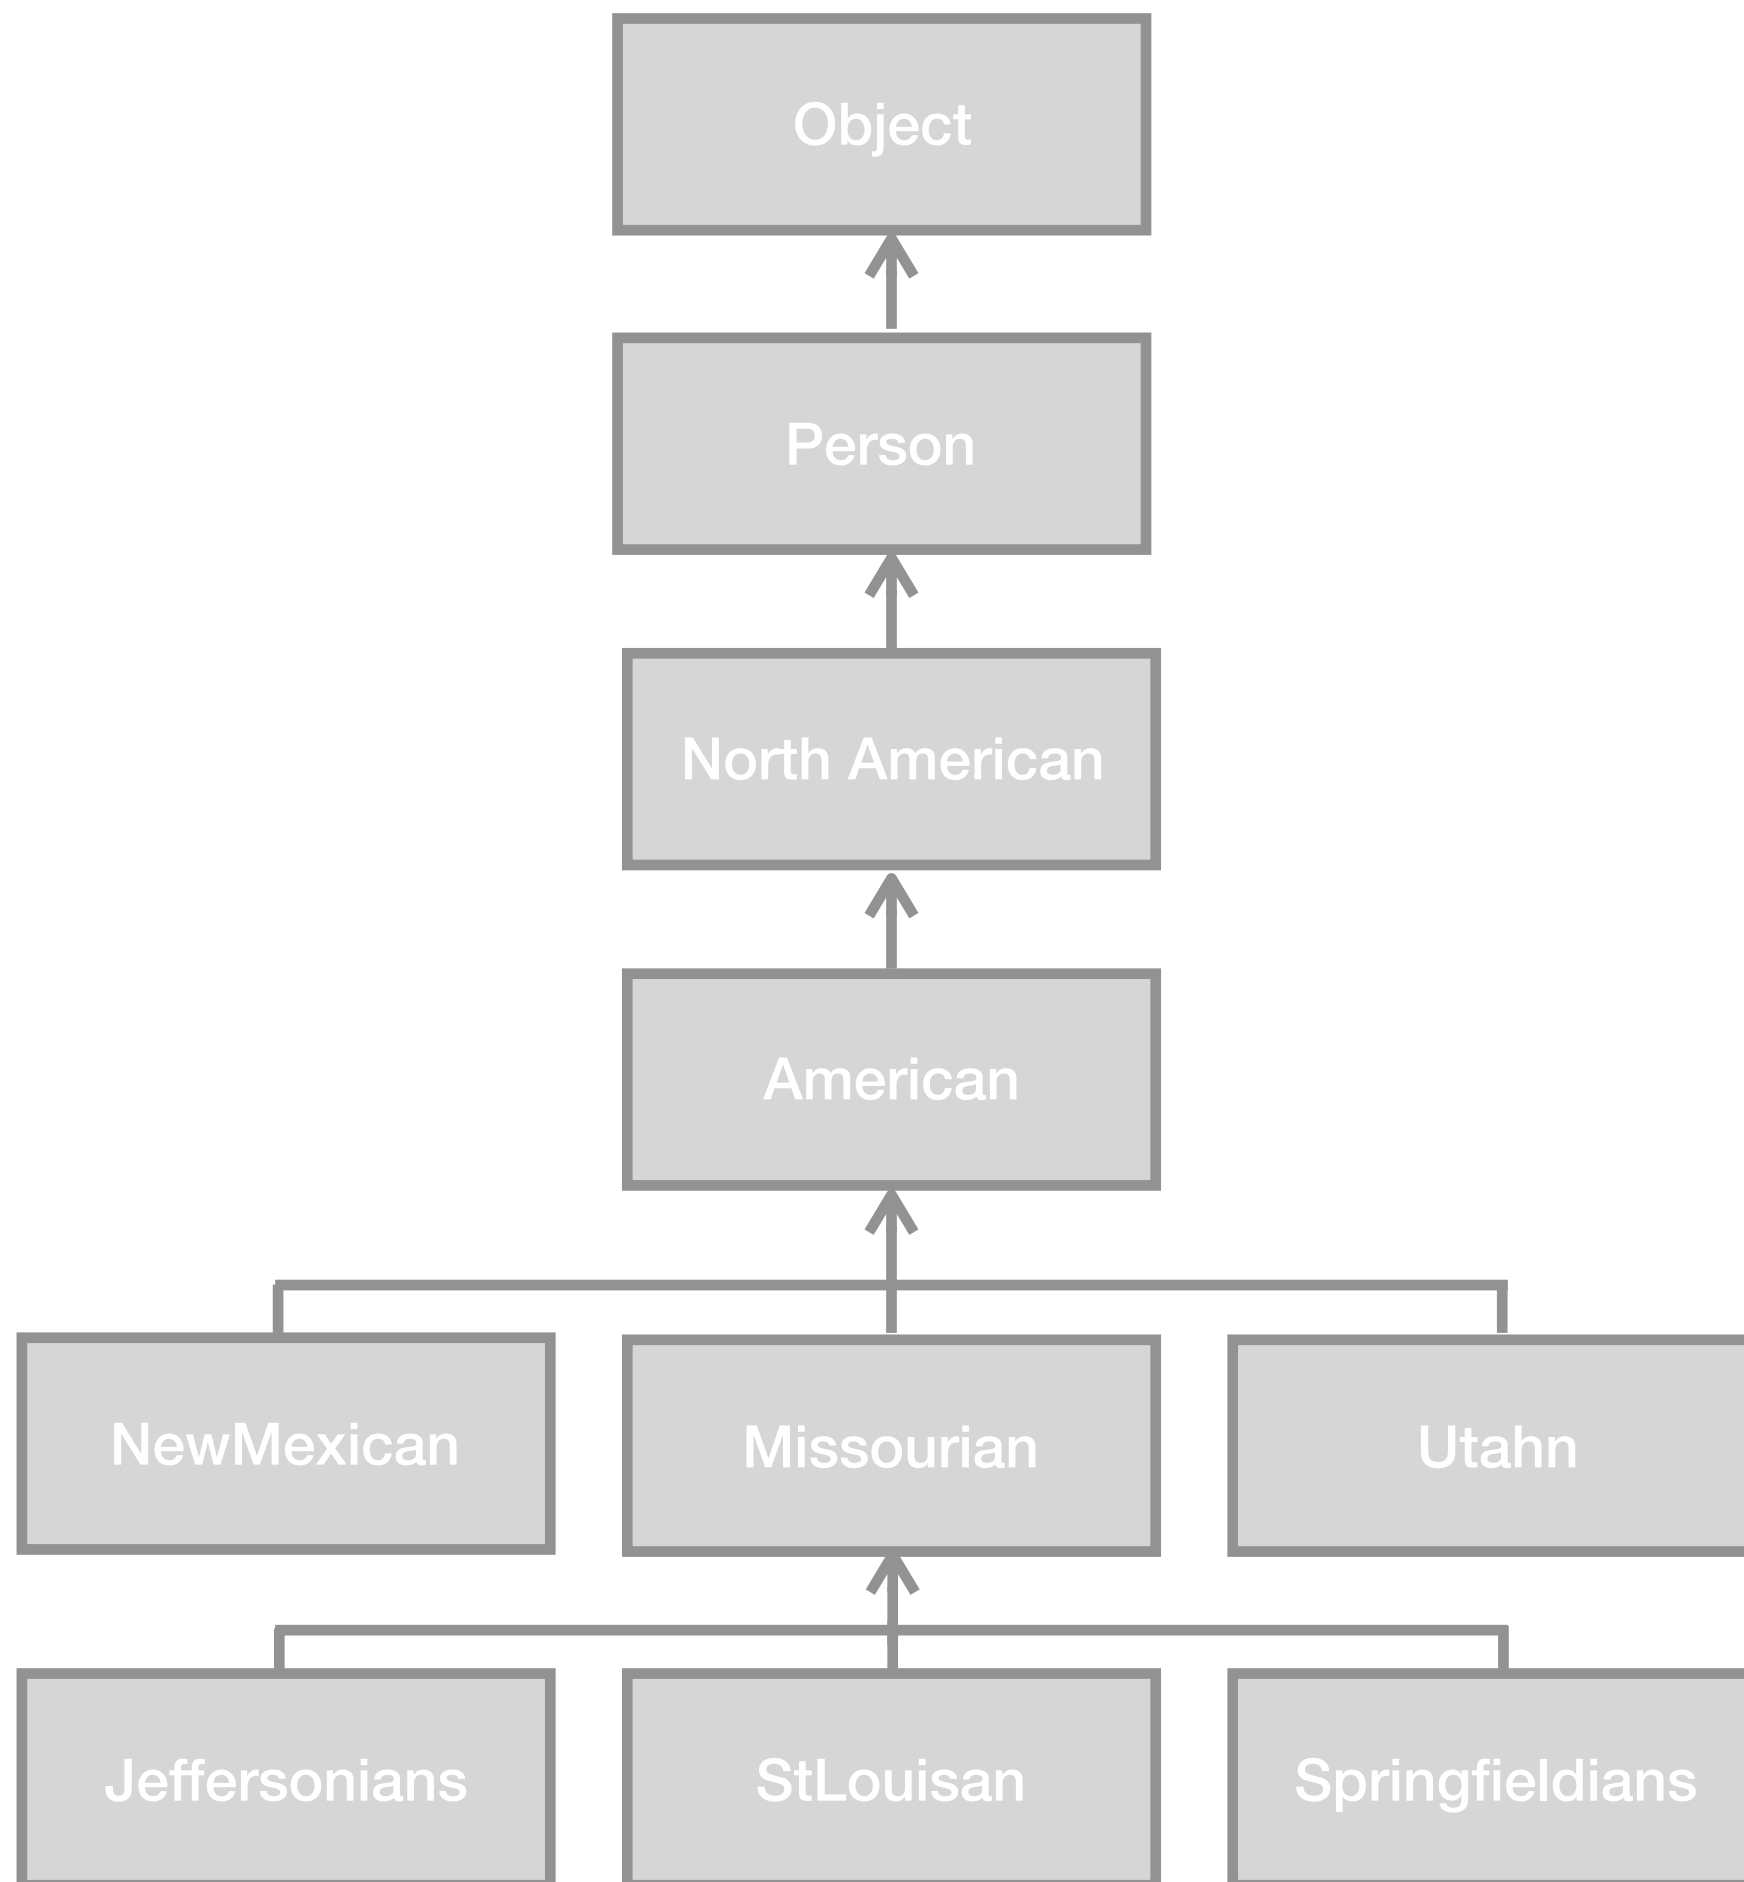 Object
Person
North American
American
NewMexican
Missourian
Utahn
Jeffersonians
StLouisan
Springfieldians